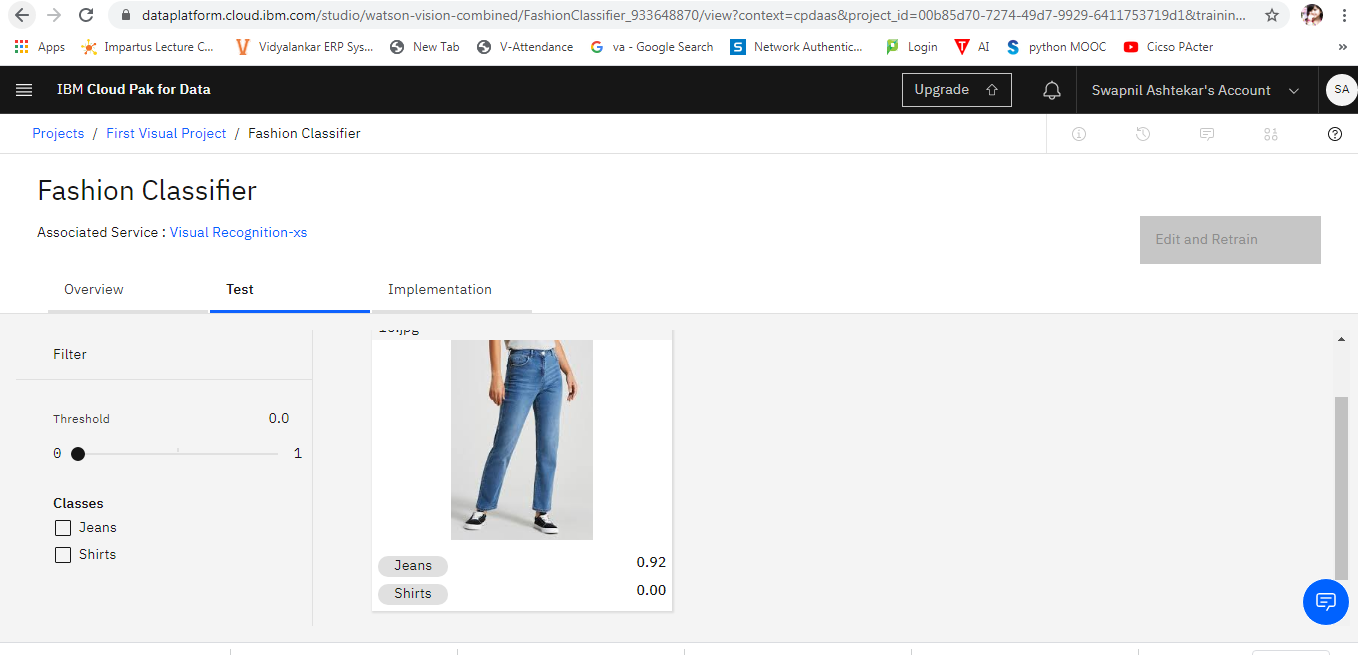 dataplatform.cloud.ibm.com/studio/watson-vision-combined/FashionClassifier_933648870/view?context=cpdaas&project_id=00b85d70-7274-49d7-9929-6411753719d1&trainin...
Apps Impartus Lecture C... Vidyalankar ERP Sys... New Tab V-Attendance va - Google Search Network Authentic... Login AI python MOOC Cicso PActer »
IBM Cloud Pak for Data Upgrade Swapnil Ashtekar's Account SA
Projects / First Visual Project / Fashion Classifier
Fashion Classifier
Associated Service : Visual Recognition-xs
Edit and Retrain
Overview Test Implementation
Filter
Threshold 0.0
0 1
Classes
Jeans
Shirts
Jeans 0.92
Shirts 0.00